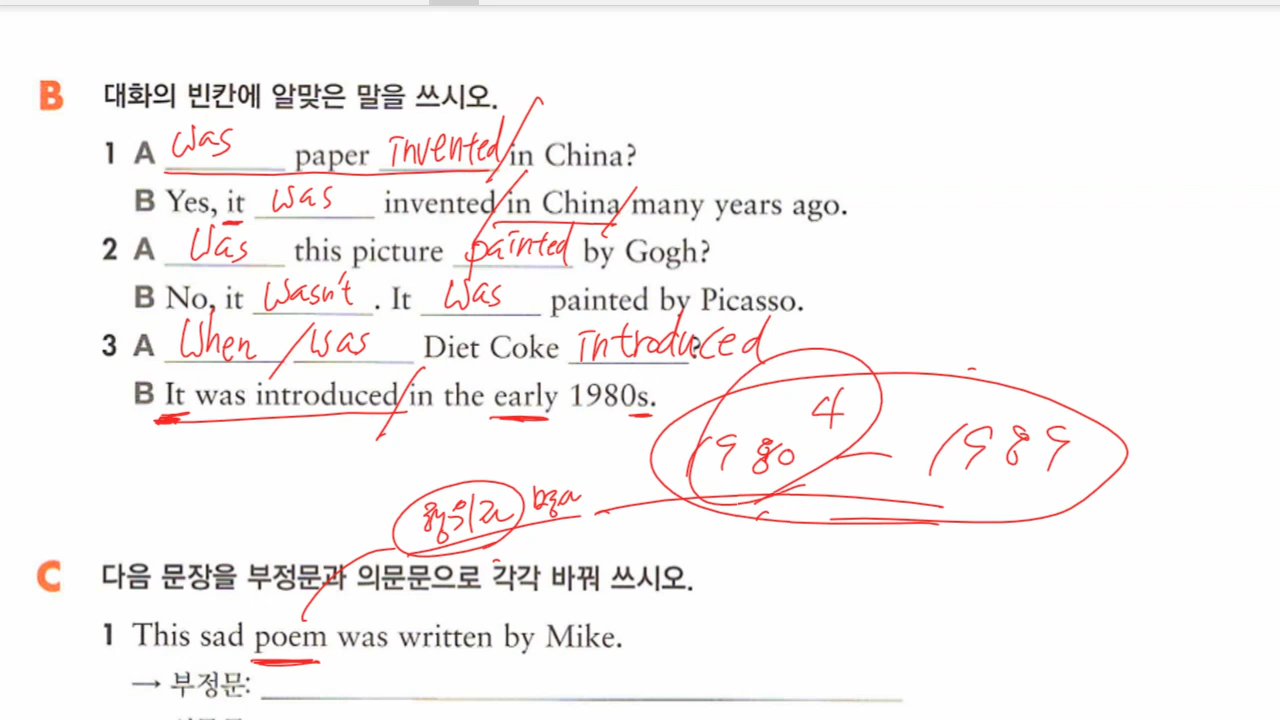 B 대화의 빈칸에 알맞은 말을 쓰시오.
1 A Was paper invented in China?
B Yes, it was invented in China many years ago.
2 A Was this picture painted by Gogh?
B No, it wasn't. It was painted by Picasso.
3 A When was Diet Coke introduced?
B It was introduced in the early 1980s.
4
1980 - 1989
C 다음 문장을 부정문과 의문문으로 각각 바꿔 쓰시오.
1 This sad poem was written by Mike.
→ 부정문: